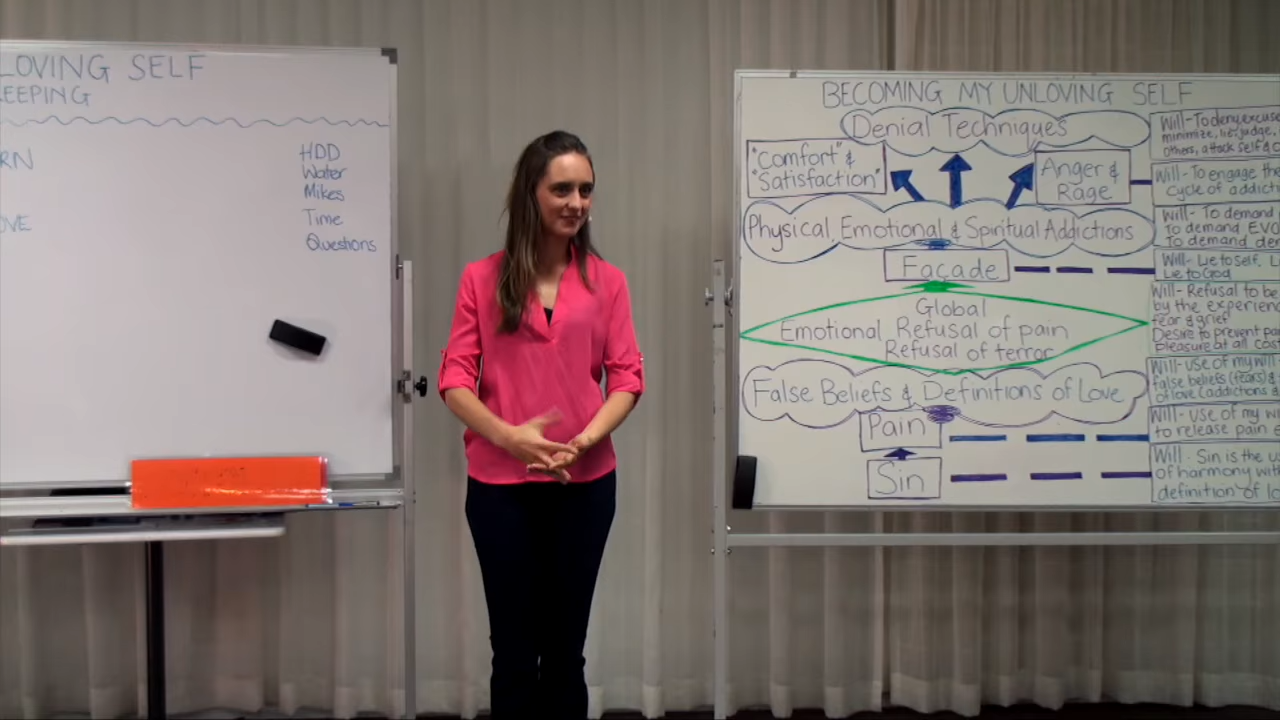 LOVING SELF
EEPING
RN
OVE
HDD
Water
Mikes
Time
Questions
BECOMING MY UNLOVING SELF
Denial Techniques
"Comfort" &
"Satisfaction"
Anger &
Rage
Physical, Emotional & Spiritual Addictions
Façade
Global
Emotional Refusal of pain
Refusal of terror
False Beliefs & Definitions of Love
Pain
Sin
Will - To deny, excuse
minimize, lie, judge,
others, attack self & 
Will - To engage the
cycle of addict
Will - To demand
To demand EVO
To demand de
Will - Lie to self, L
Lie to God
Will - Refusal to be
by the experien
fear & grief
Desire to prevent pa
Pleasure at all cost
Will - Use of my wil
false beliefs (fears) &
of love (addictions &
Will - use of my w
to release pain e
Will - Sin is the u
of harmony with
definition of lo